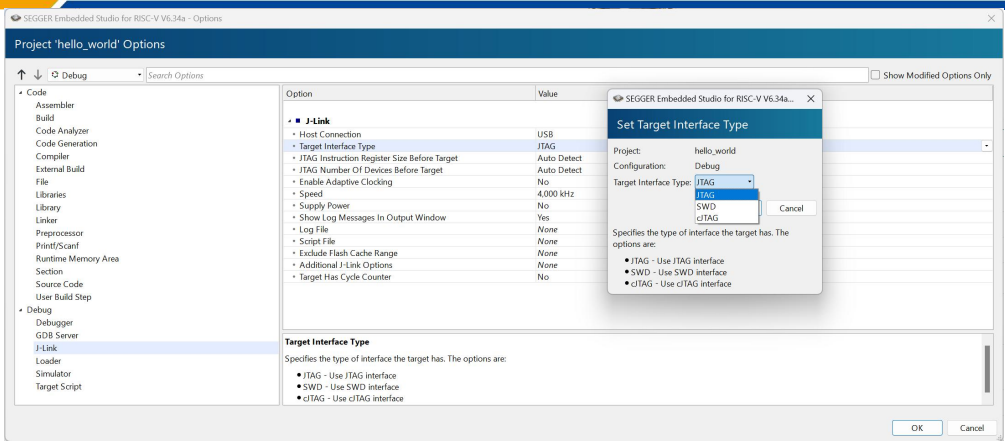 SEGGER Embedded Studio for RISC-V V6.34a - Options
Project 'hello_world' Options
Debug
Search Options
Show Modified Options Only
Code
Assembler
Build
Code Analyzer
Code Generation
Compiler
External Build
File
Libraries
Library
Linker
Preprocessor
Printf/Scanf
Runtime Memory Area
Section
Source Code
User Build Step
Debug
Debugger
GDB Server
J-Link
Loader
Simulator
Target Script
Option Value
J-Link
Host Connection USB
Target Interface Type JTAG
JTAG Instruction Register Size Before Target Auto Detect
JTAG Number Of Devices Before Target Auto Detect
Enable Adaptive Clocking No
Speed 4,000 kHz
Supply Power No
Show Log Messages In Output Window Yes
Log File None
Script File None
Exclude Flash Cache Range None
Additional J-Link Options None
Target Has Cycle Counter No
Target Interface Type
Specifies the type of interface the target has. The options are:
• JTAG - Use JTAG interface
• SWD - Use SWD interface
• cJTAG - Use cJTAG interface
SEGGER Embedded Studio for RISC-V V6.34a...
Set Target Interface Type
Project: hello_world
Configuration: Debug
Target Interface Type: JTAG
JTAG
SWD
cJTAG
Cancel
Specifies the type of interface the target has. The
options are:
• JTAG - Use JTAG interface
• SWD - Use SWD interface
• cJTAG - Use cJTAG interface
OK Cancel